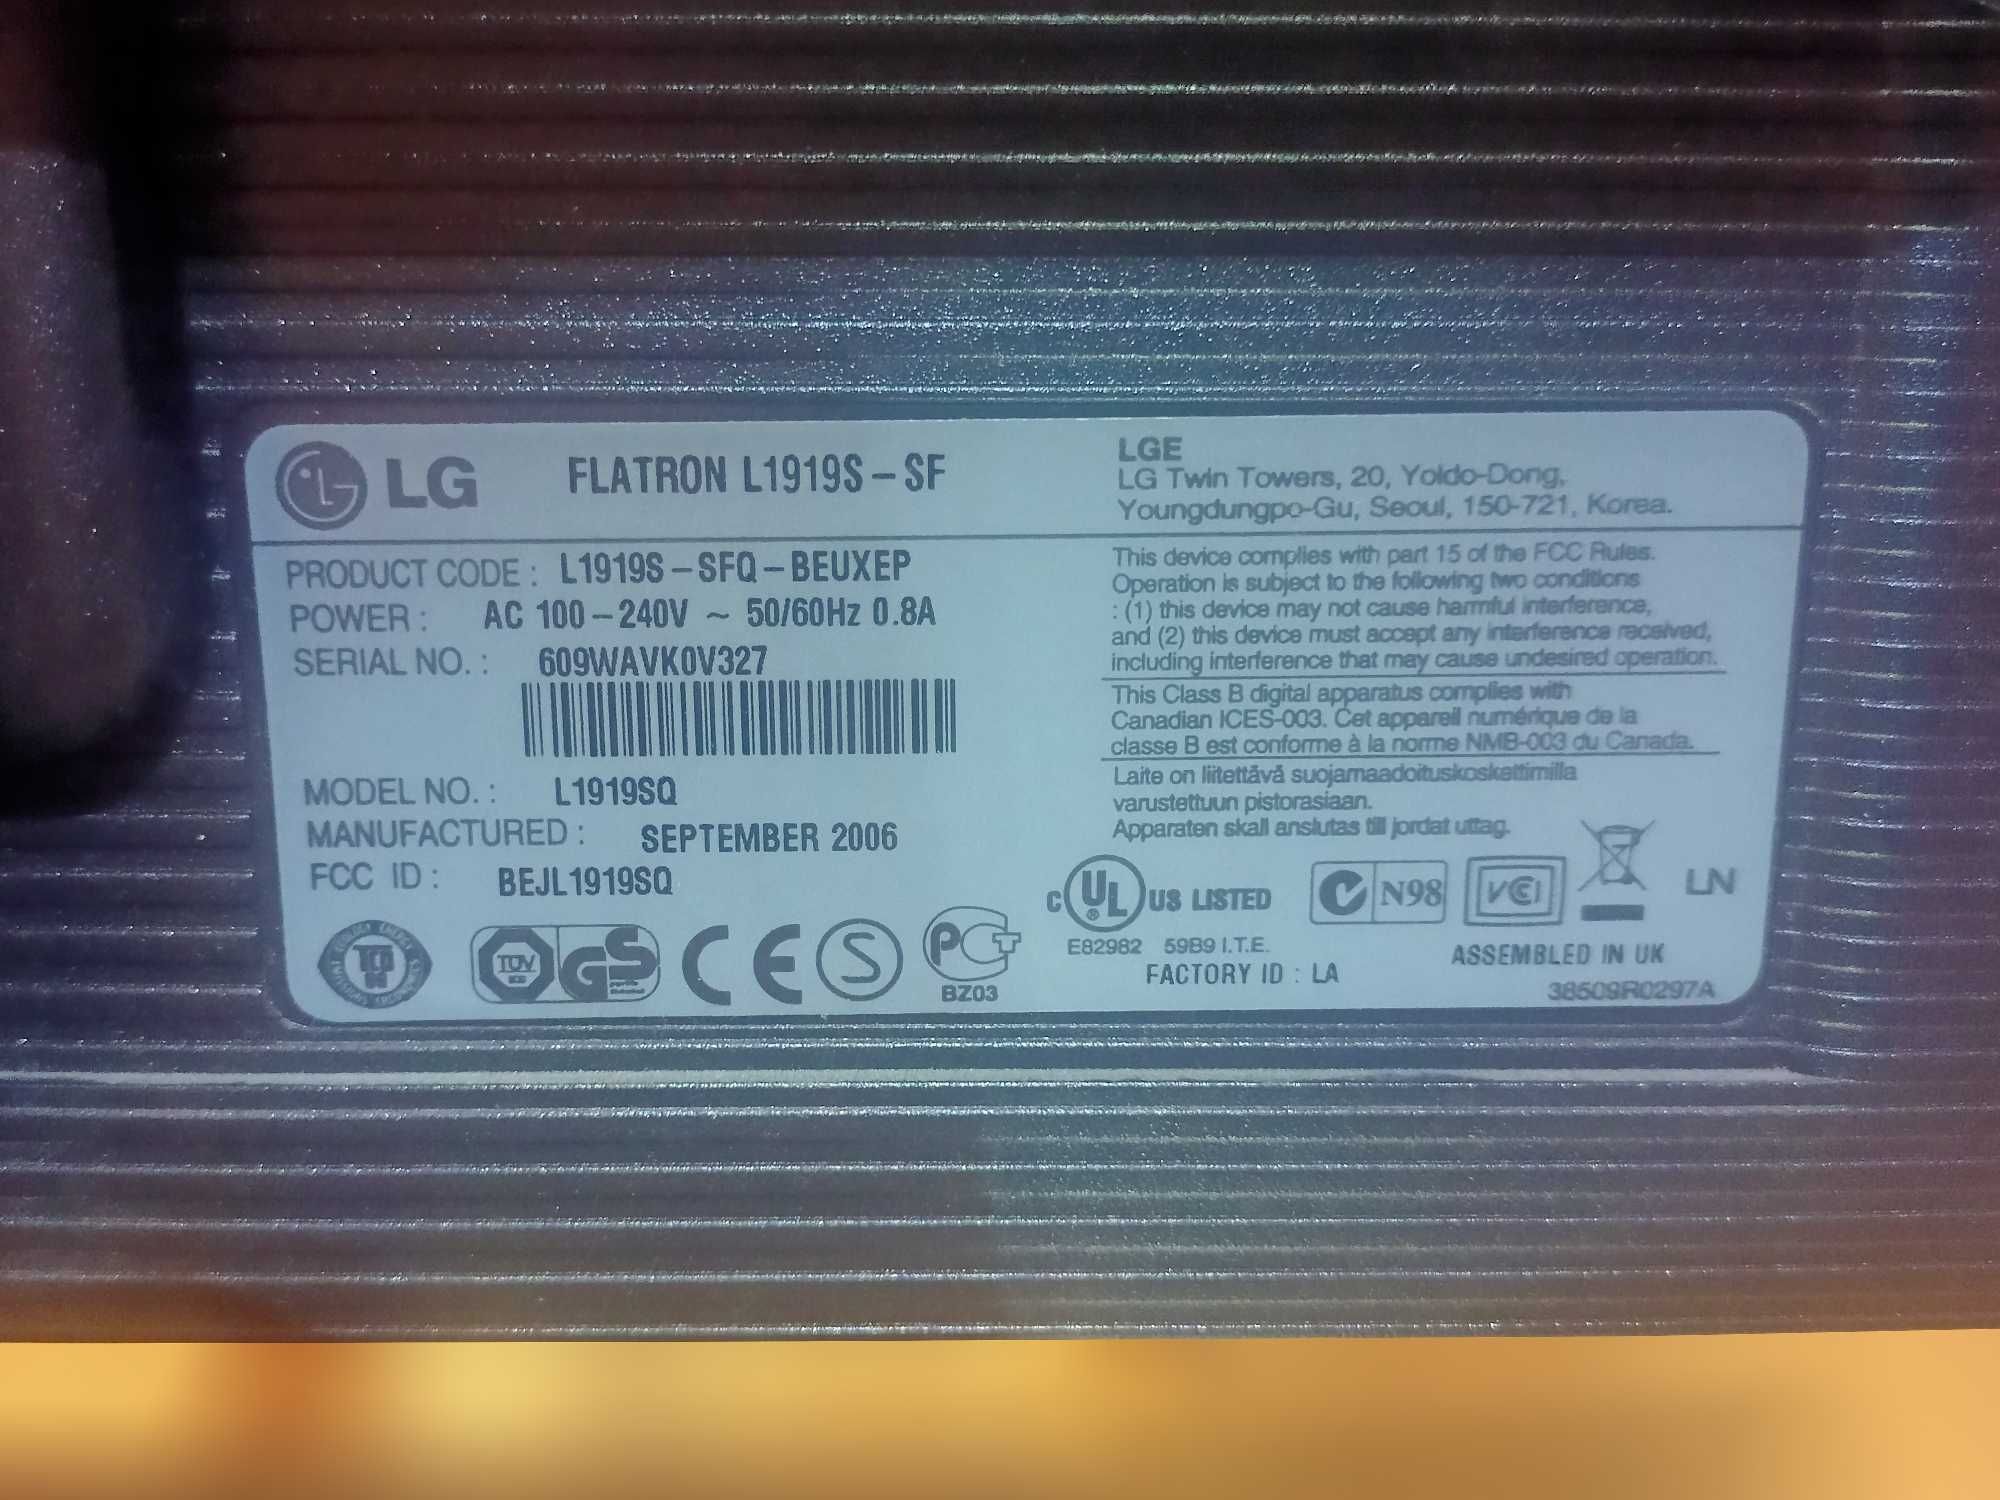 LG FLATRON L1919S-SF
LGE
LG Twin Towers, 20, Yoido-Dong,
Youngdungpo-Gu, Seoul, 150-721, Korea.
PRODUCT CODE : L1919S-SFQ-BEUXEP
POWER : AC 100-240V ~ 50/60Hz 0.8A
SERIAL NO. : 609WAVK0V327
MODEL NO. : L1919SQ
MANUFACTURED : SEPTEMBER 2006
FCC ID : BEJL1919SQ
This device complies with part 15 of the FCC Rules.
Operation is subject to the following two conditions
: (1) this device may not cause harmful interference,
and (2) this device must accept any interference received,
including interference that may cause undesired operation.
This Class B digital apparatus complies with
Canadian ICES-003. Cet appareil numérique de la
classe B est conforme à la norme NMB-003 du Canada.
Laite on liitettävä suojamaadoituskoskettimilla
varustettuun pistorasiaan.
Apparaten skall anslutas till jordat uttag.
c UL ® US LISTED
N98
VCCI
LN
E82982 59B9 I.T.E.
FACTORY ID : LA
ASSEMBLED IN UK
38509R0297A
TÜV
GS
CE
S
PCT
BZ03